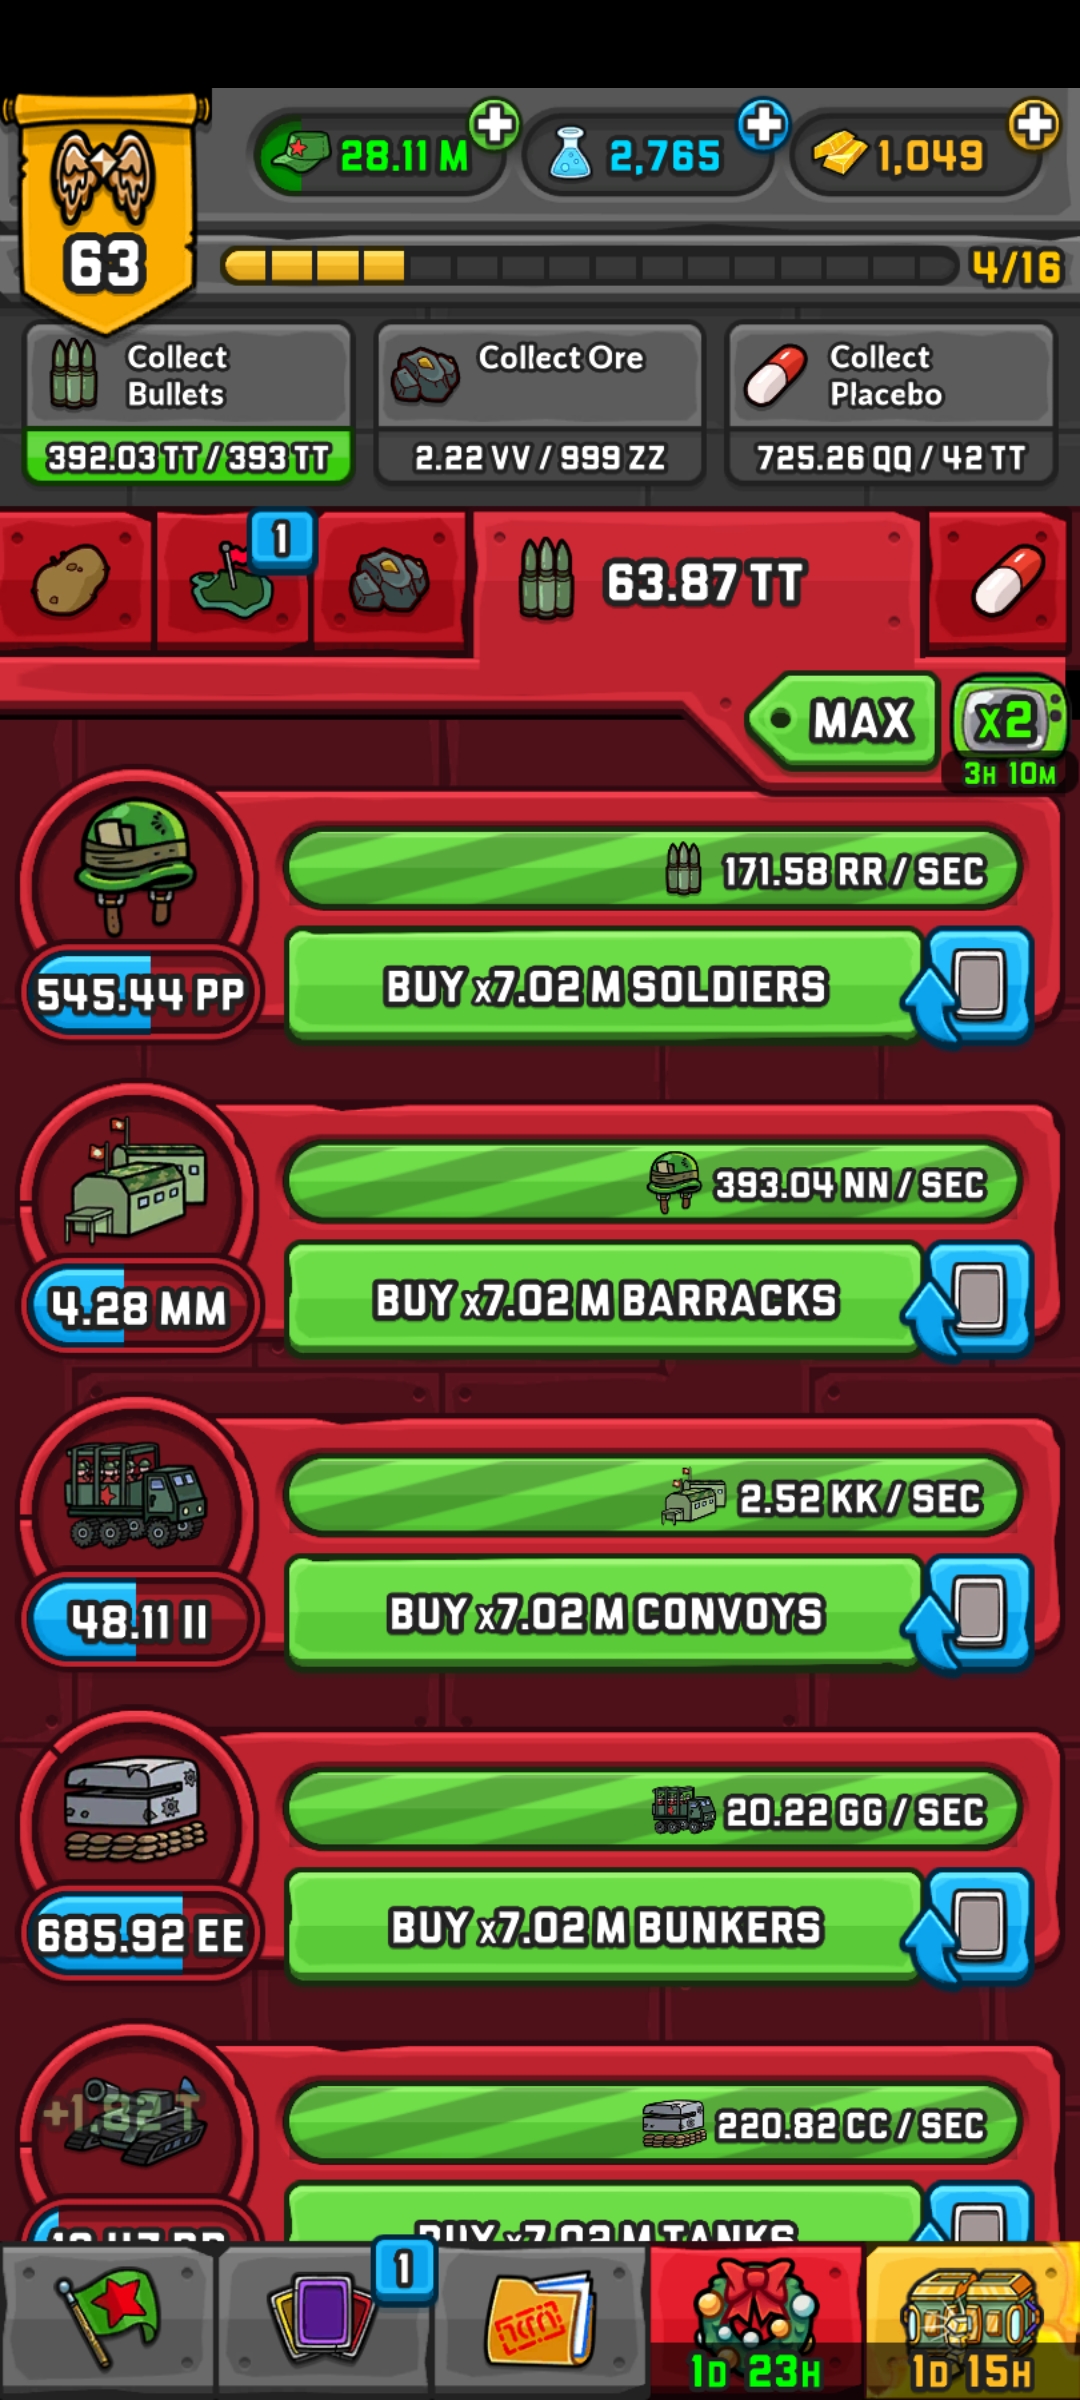 28.11 M
2,765
1,049
63
4/16
Collect
Bullets
392.03 TT / 393 TT
Collect Ore
2.22 VV / 999 ZZ
Collect
Placebo
725.26 QQ / 42 TT
1
63.87 TT
MAX
x2
3H 10M
171.58 RR / SEC
545.44 PP
BUY x7.02 M SOLDIERS
393.04 NN / SEC
4.28 MM
BUY x7.02 M BARRACKS
2.52 KK / SEC
48.11 II
BUY x7.02 M CONVOYS
20.22 GG / SEC
685.92 EE
BUY x7.02 M BUNKERS
220.82 CC / SEC
BUY x7.02 M TANKS
1
1D 23H
1D 15H